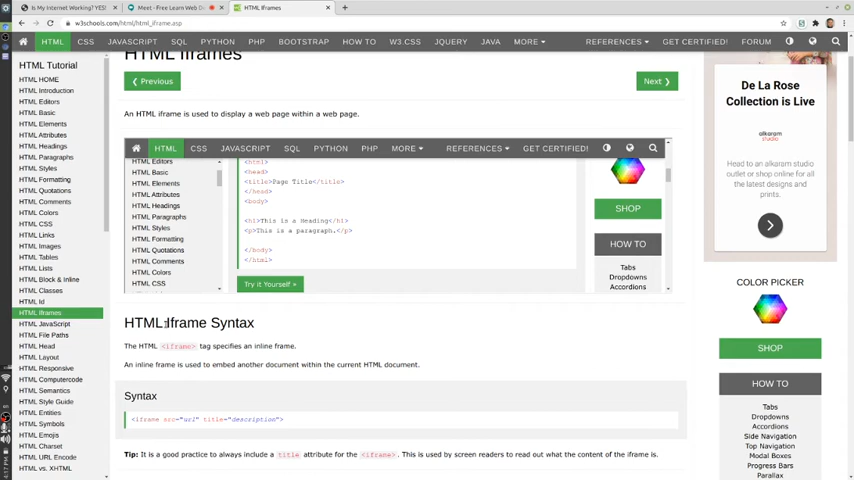 Is My Internet Working? YES!
Meet - Free Learn Web D
HTML Iframes
w3schools.com/html/html_iframe.asp
HTML CSS JAVASCRIPT SQL PYTHON PHP BOOTSTRAP HOW TO W3.CSS JQUERY JAVA MORE REFERENCES GET CERTIFIED! FORUM
HTML Tutorial
HTML HOME
HTML Introduction
HTML Editors
HTML Basic
HTML Elements
HTML Attributes
HTML Headings
HTML Paragraphs
HTML Styles
HTML Formatting
HTML Quotations
HTML Comments
HTML Colors
HTML CSS
HTML Links
HTML Images
HTML Tables
HTML Lists
HTML Block & Inline
HTML Classes
HTML Id
HTML Iframes
HTML JavaScript
HTML File Paths
HTML Head
HTML Layout
HTML Responsive
HTML Computercode
HTML Semantics
HTML Style Guide
HTML Entities
HTML Symbols
HTML Emojis
HTML Charset
HTML URL Encode
HTML vs. XHTML
HTML Iframes
❮ Previous
Next ❯
An HTML iframe is used to display a web page within a web page.
HTML CSS JAVASCRIPT SQL PYTHON PHP MORE REFERENCES GET CERTIFIED!
HTML Editors
HTML Basic
HTML Elements
HTML Attributes
HTML Headings
HTML Paragraphs
HTML Styles
HTML Formatting
HTML Quotations
HTML Comments
HTML Colors
HTML CSS
<html>
<head>
<title>Page Title</title>
</head>
<body>
<h1>This is a Heading</h1>
<p>This is a paragraph.</p>
</body>
</html>
Try it Yourself »
SHOP
HOW TO
Tabs
Dropdowns
Accordions
HTML Iframe Syntax
The HTML <iframe> tag specifies an inline frame.
An inline frame is used to embed another document within the current HTML document.
Syntax
<iframe src="url" title="description">
Tip: It is a good practice to always include a title attribute for the <iframe>. This is used by screen readers to read out what the content of the iframe is.
De La Rose
Collection is Live
alkaram
studio
Head to an alkaram studio
outlet or shop online for all
the latest designs and
prints.
COLOR PICKER
SHOP
HOW TO
Tabs
Dropdowns
Accordions
Side Navigation
Top Navigation
Modal Boxes
Progress Bars
Parallax
4:17 PM